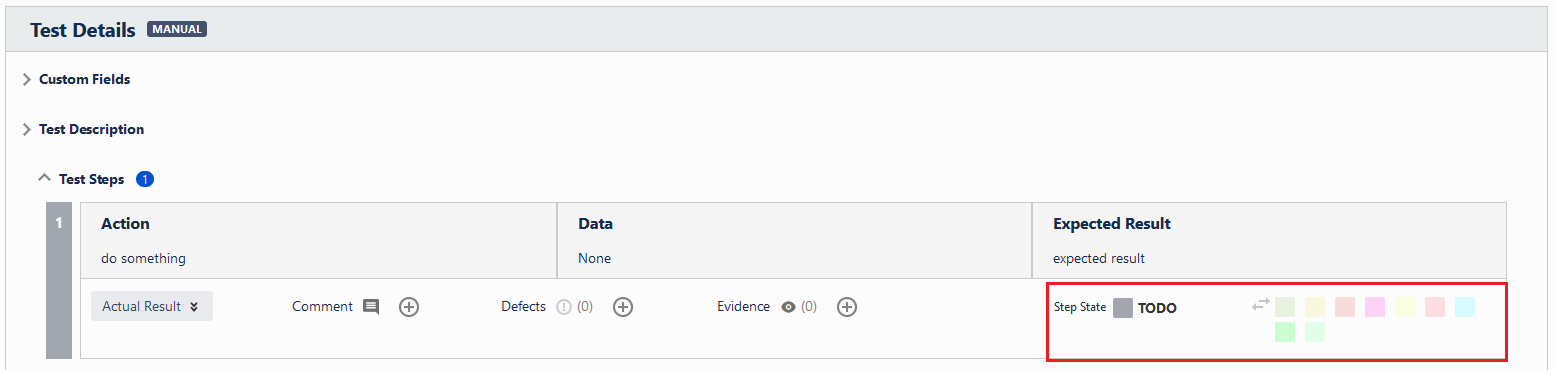 Test Details MANUAL
Custom Fields
Test Description
Test Steps 1
1 Action Data Expected Result
do something None expected result
Actual Result Comment Defects (0) Evidence (0) Step State TODO